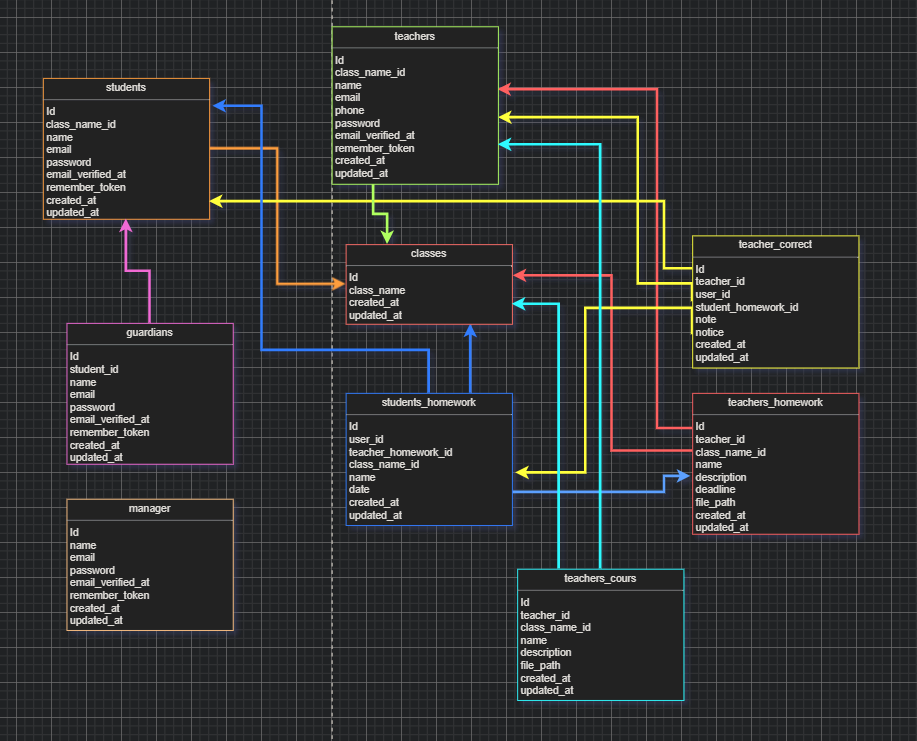 teachers
Id
class_name_id
name
email
phone
password
email_verified_at
remember_token
created_at
updated_at
students
Id
class_name_id
name
email
password
email_verified_at
remember_token
created_at
updated_at
teacher_correct
Id
teacher_id
user_id
student_homework_id
note
notice
created_at
updated_at
classes
Id
class_name
created_at
updated_at
guardians
Id
student_id
name
email
password
email_verified_at
remember_token
created_at
updated_at
students_homework
Id
user_id
teacher_homework_id
class_name_id
name
date
created_at
updated_at
teachers_homework
Id
teacher_id
class_name_id
name
description
deadline
file_path
created_at
updated_at
manager
Id
name
email
password
email_verified_at
remember_token
created_at
updated_at
teachers_cours
Id
teacher_id
class_name_id
name
description
file_path
created_at
updated_at